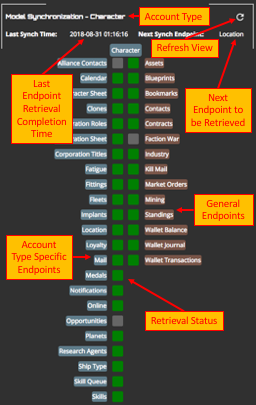 Model Synchronization - Character
Account Type
Last Synch Time: 2018-08-31 01:16:16 Next Synch Endpoint: Location
Refresh View
Character
Last Endpoint Retrieval Completion Time
Next Endpoint to be Retrieved
Alliance Contacts Assets
Calendar Blueprints
acter Sheet Bookmarks
Clones Contacts
ration Roles Contracts
ation Sheet Faction War
Corporation Titles Industry
Fatigue Kill Mail
Fittings Market Orders
Fleets Mining
Implants Standings
General Endpoints
Location Wallet Balance
Loyalty Wallet Journal
Mail Wallet Transactions
Account Type Specific Endpoints
Medals
Notifications
Retrieval Status
Online
Opportunities
Planets
Research Agents
Ship Type
Skill Queue
Skills